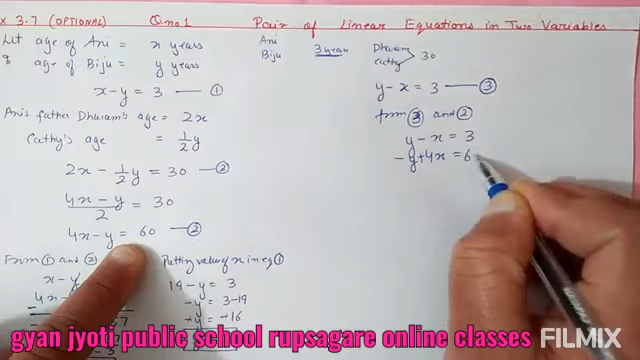 x 3.7 (OPTIONAL) Qno 1 Pair of Linear Equations in Two Variables
Let age of Ani = x years
& age of Biju = y years
x-y = 3 — ①
Ani's father Dharam's age = 2x
Cathy's age = 1/2 y
2x - 1/2 y = 30 — ②
4x - y / 2 = 30
4x-y = 60 — ②
From ① and ②
x-y
4x-
Ani
Biju 3 years
Putting value of x in eq ①
19-y = 3
-y = 3-19
-y = -16
Dharam
Cathy > 30
y-x = 3 — ③
from ③ and ②
y-x = 3
-y+4x = 6
gyan jyoti public school rupsagare online classes
FILMIX